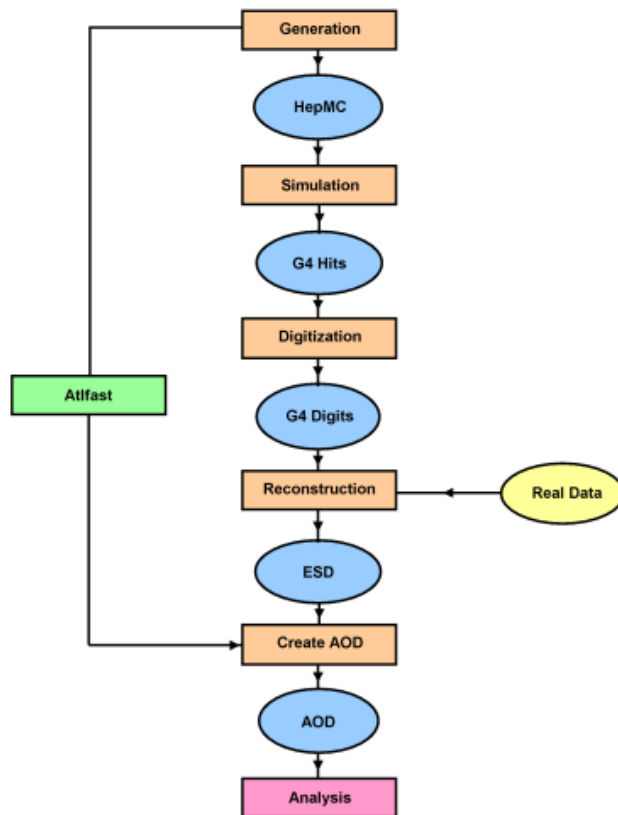 Generation
HepMC
Simulation
G4 Hits
Digitization
Atlfast
G4 Digits
Reconstruction
Real Data
ESD
Create AOD
AOD
Analysis